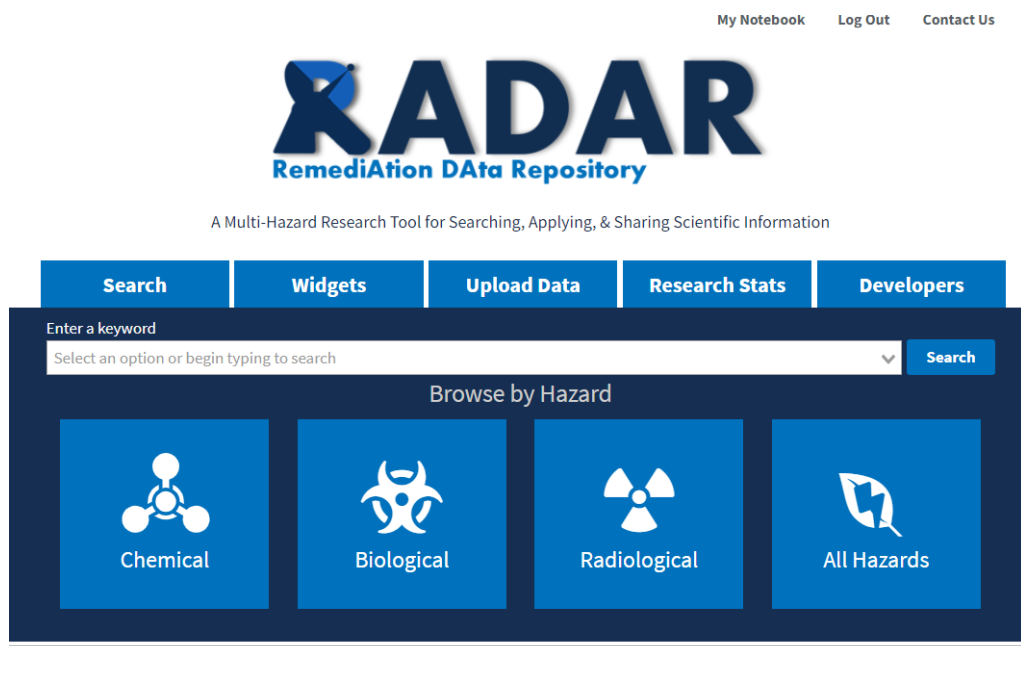 My Notebook Log Out Contact Us
RADAR
RemediAtion DAta Repository
A Multi-Hazard Research Tool for Searching, Applying, & Sharing Scientific Information
Search Widgets Upload Data Research Stats Developers
Enter a keyword
Select an option or begin typing to search Search
Browse by Hazard
Chemical Biological Radiological All Hazards